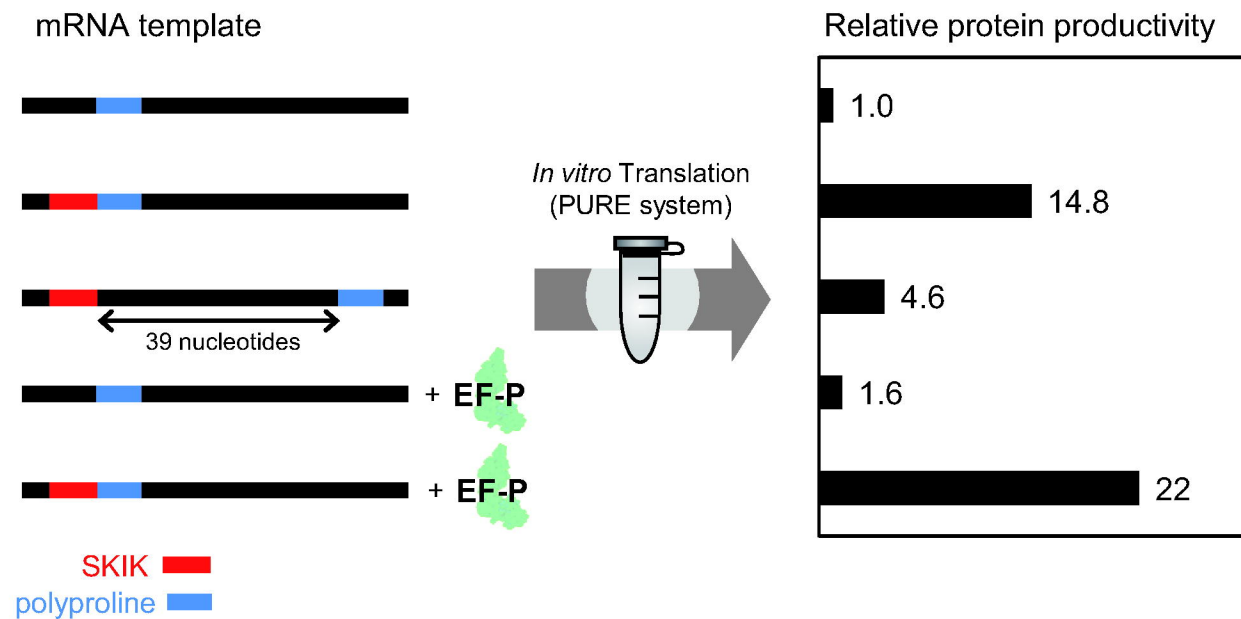 mRNA template
Relative protein productivity
1.0
In vitro Translation
(PURE system)
14.8
4.6
39 nucleotides
+ EF-P
1.6
+ EF-P
22
SKIK
polyproline